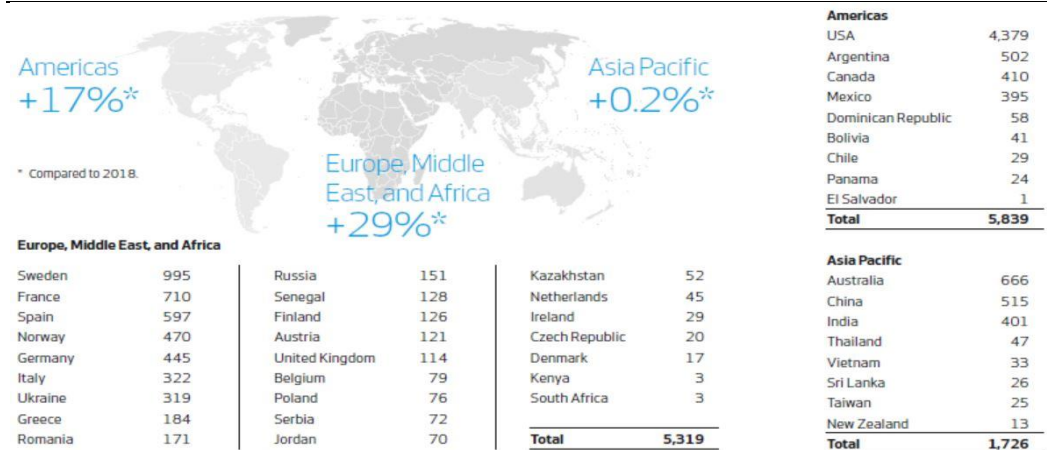 Americas
+17%*
Asia Pacific
+0.2%*
Europe, Middle
East, and Africa
+29%*
* Compared to 2018.
Europe, Middle East, and Africa
Sweden 995
France 710
Spain 597
Norway 470
Germany 445
Italy 322
Ukraine 319
Greece 184
Romania 171
Russia 151
Senegal 128
Finland 126
Austria 121
United Kingdom 114
Belgium 79
Poland 76
Serbia 72
Jordan 70
Kazakhstan 52
Netherlands 45
Ireland 29
Czech Republic 20
Denmark 17
Kenya 3
South Africa 3
Total 5,319
Americas
USA 4,379
Argentina 502
Canada 410
Mexico 395
Dominican Republic 58
Bolivia 41
Chile 29
Panama 24
El Salvador 1
Total 5,839
Asia Pacific
Australia 666
China 515
India 401
Thailand 47
Vietnam 33
Sri Lanka 26
Taiwan 25
New Zealand 13
Total 1,726